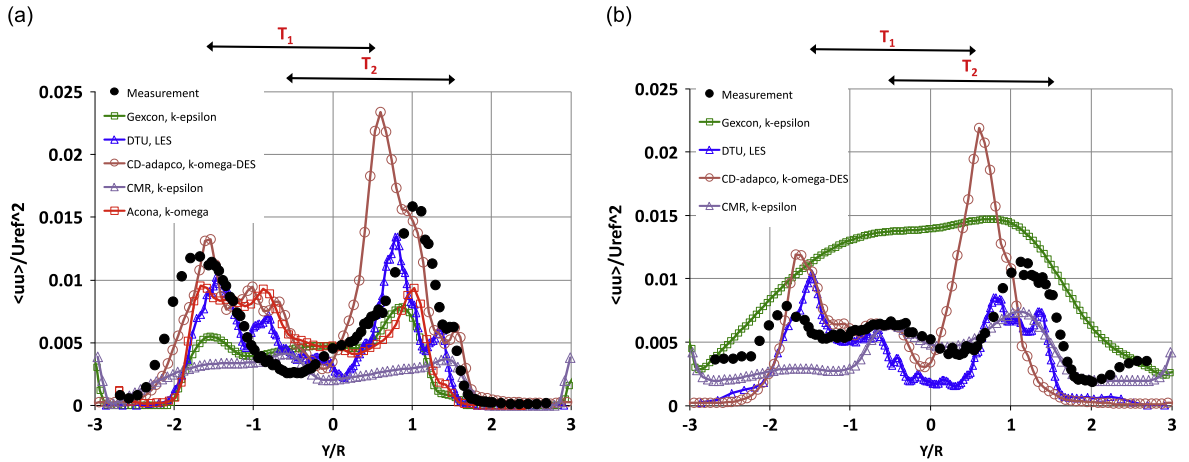 (a)
T1
T2
0.025
0.02
0.015
0.01
0.005
0
<uu>/Uref^2
-3 -2 -1 0 1 2 3
Y/R
Measurement
Gexcon, k-epsilon
DTU, LES
CD-adapco, k-omega-DES
CMR, k-epsilon
Acona, k-omega
(b)
T1
T2
0.025
0.02
0.015
0.01
0.005
0
<uu>/Uref^2
-3 -2 -1 0 1 2 3
Y/R
Measurement
Gexcon, k-epsilon
DTU, LES
CD-adapco, k-omega-DES
CMR, k-epsilon